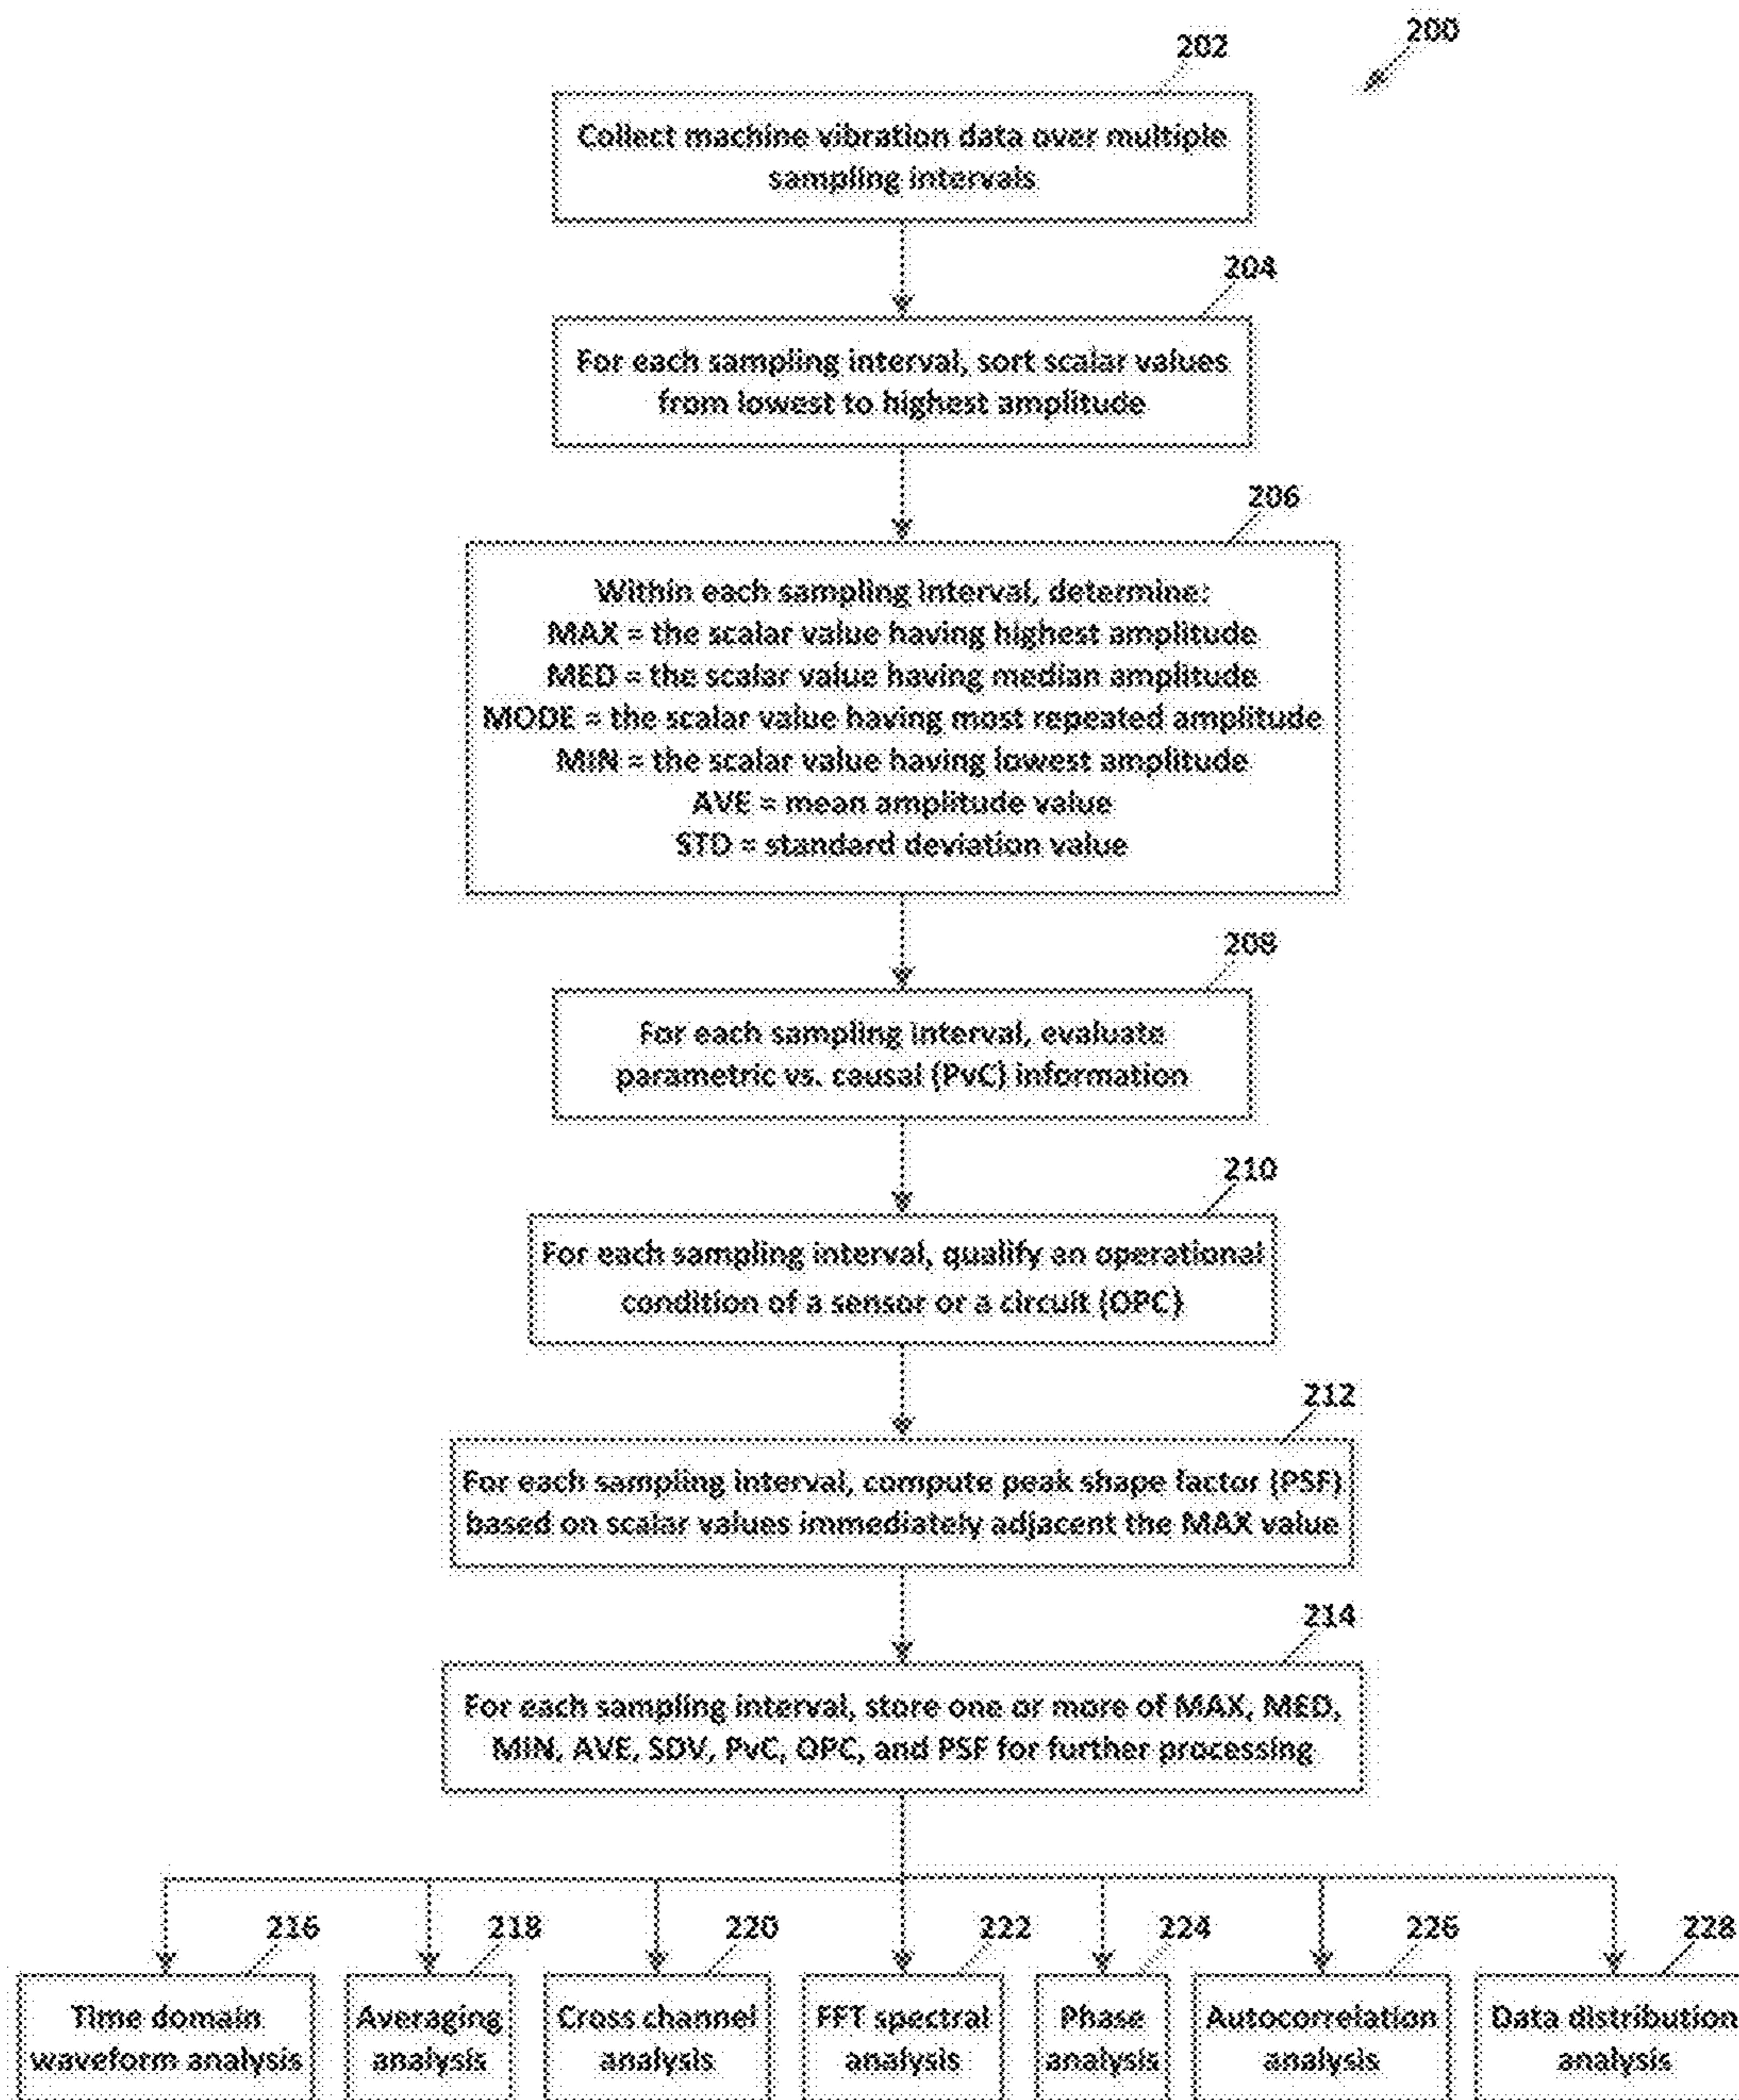 200
202
Collect machine vibration data over multiple
sampling intervals
204
For each sampling interval, sort scalar values
from lowest to highest amplitude
206
Within each sampling interval, determine:
MAX = the scalar value having highest amplitude
MED = the scalar value having median amplitude
MODE = the scalar value having most repeated amplitude
MIN = the scalar value having lowest amplitude
AVE = mean amplitude value
STD = standard deviation value
208
For each sampling interval, evaluate
parametric vs. causal (PvC) information
210
For each sampling interval, qualify an operational
condition of a sensor or a circuit (OPC)
212
For each sampling interval, compute peak shape factor (PSF)
based on scalar values immediately adjacent the MAX value
214
For each sampling interval, store one or more of MAX, MED,
MIN, AVE, SDV, PvC, OPC, and PSF for further processing
216
Time domain
waveform analysis
218
Averaging
analysis
220
Cross channel
analysis
222
FFT spectral
analysis
224
Phase
analysis
226
Autocorrelation
analysis
228
Data distribution
analysis